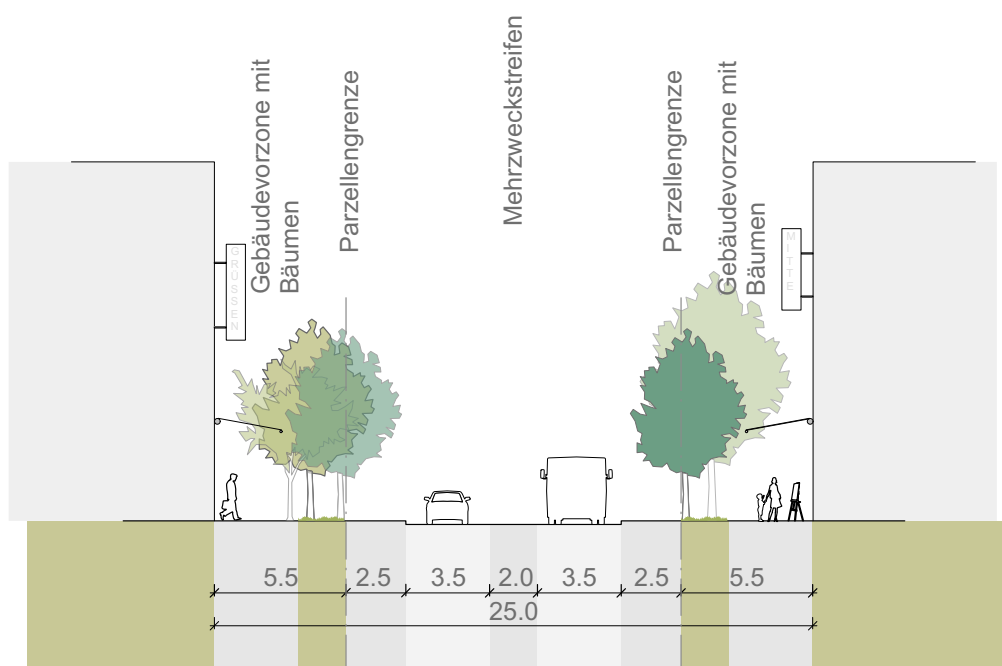 Gebäudevorzone mit
Bäumen
Parzellengrenze
Mehrzweckstreifen
Parzellengrenze
Gebäudevorzone mit
Bäumen
GRÜSSEN
MITTE
5.5
2.5
3.5
2.0
3.5
2.5
5.5
25.0